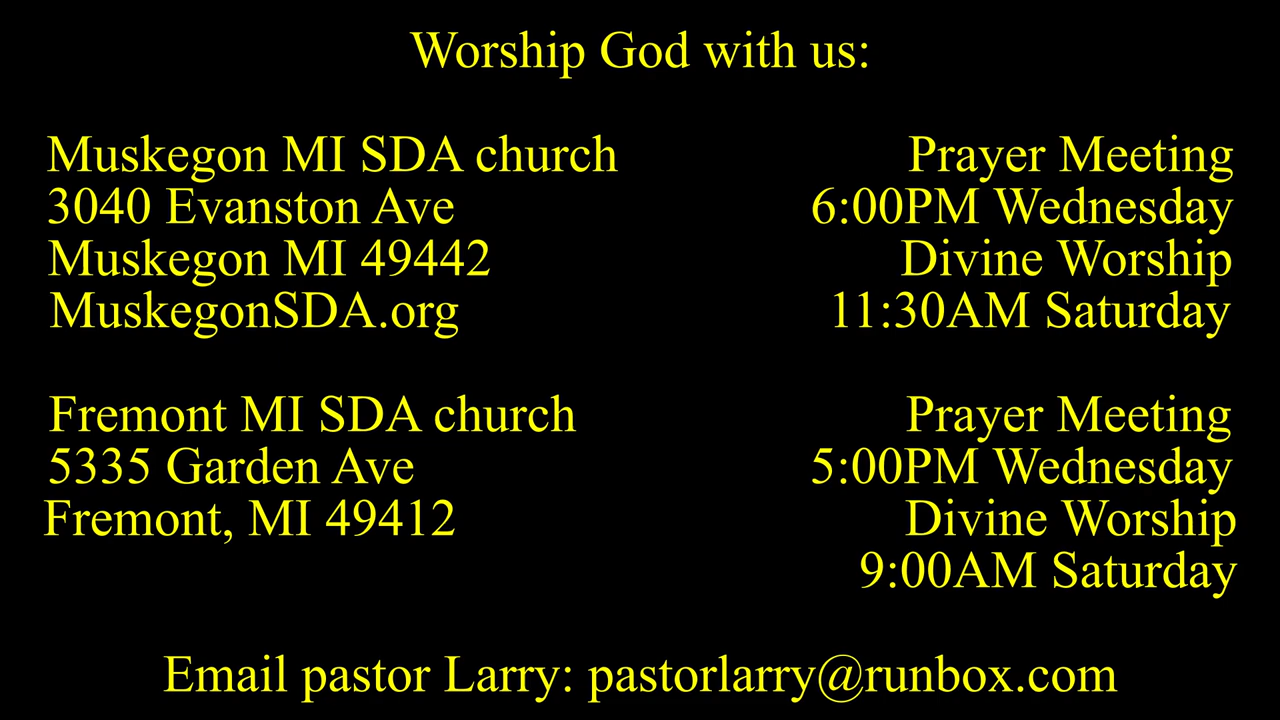 Worship God with us:
Muskegon MI SDA church
3040 Evanston Ave
Muskegon MI 49442
MuskegonSDA.org
Prayer Meeting
6:00PM Wednesday
Divine Worship
11:30AM Saturday
Fremont MI SDA church
5335 Garden Ave
Fremont, MI 49412
Prayer Meeting
5:00PM Wednesday
Divine Worship
9:00AM Saturday
Email pastor Larry: pastorlarry@runbox.com